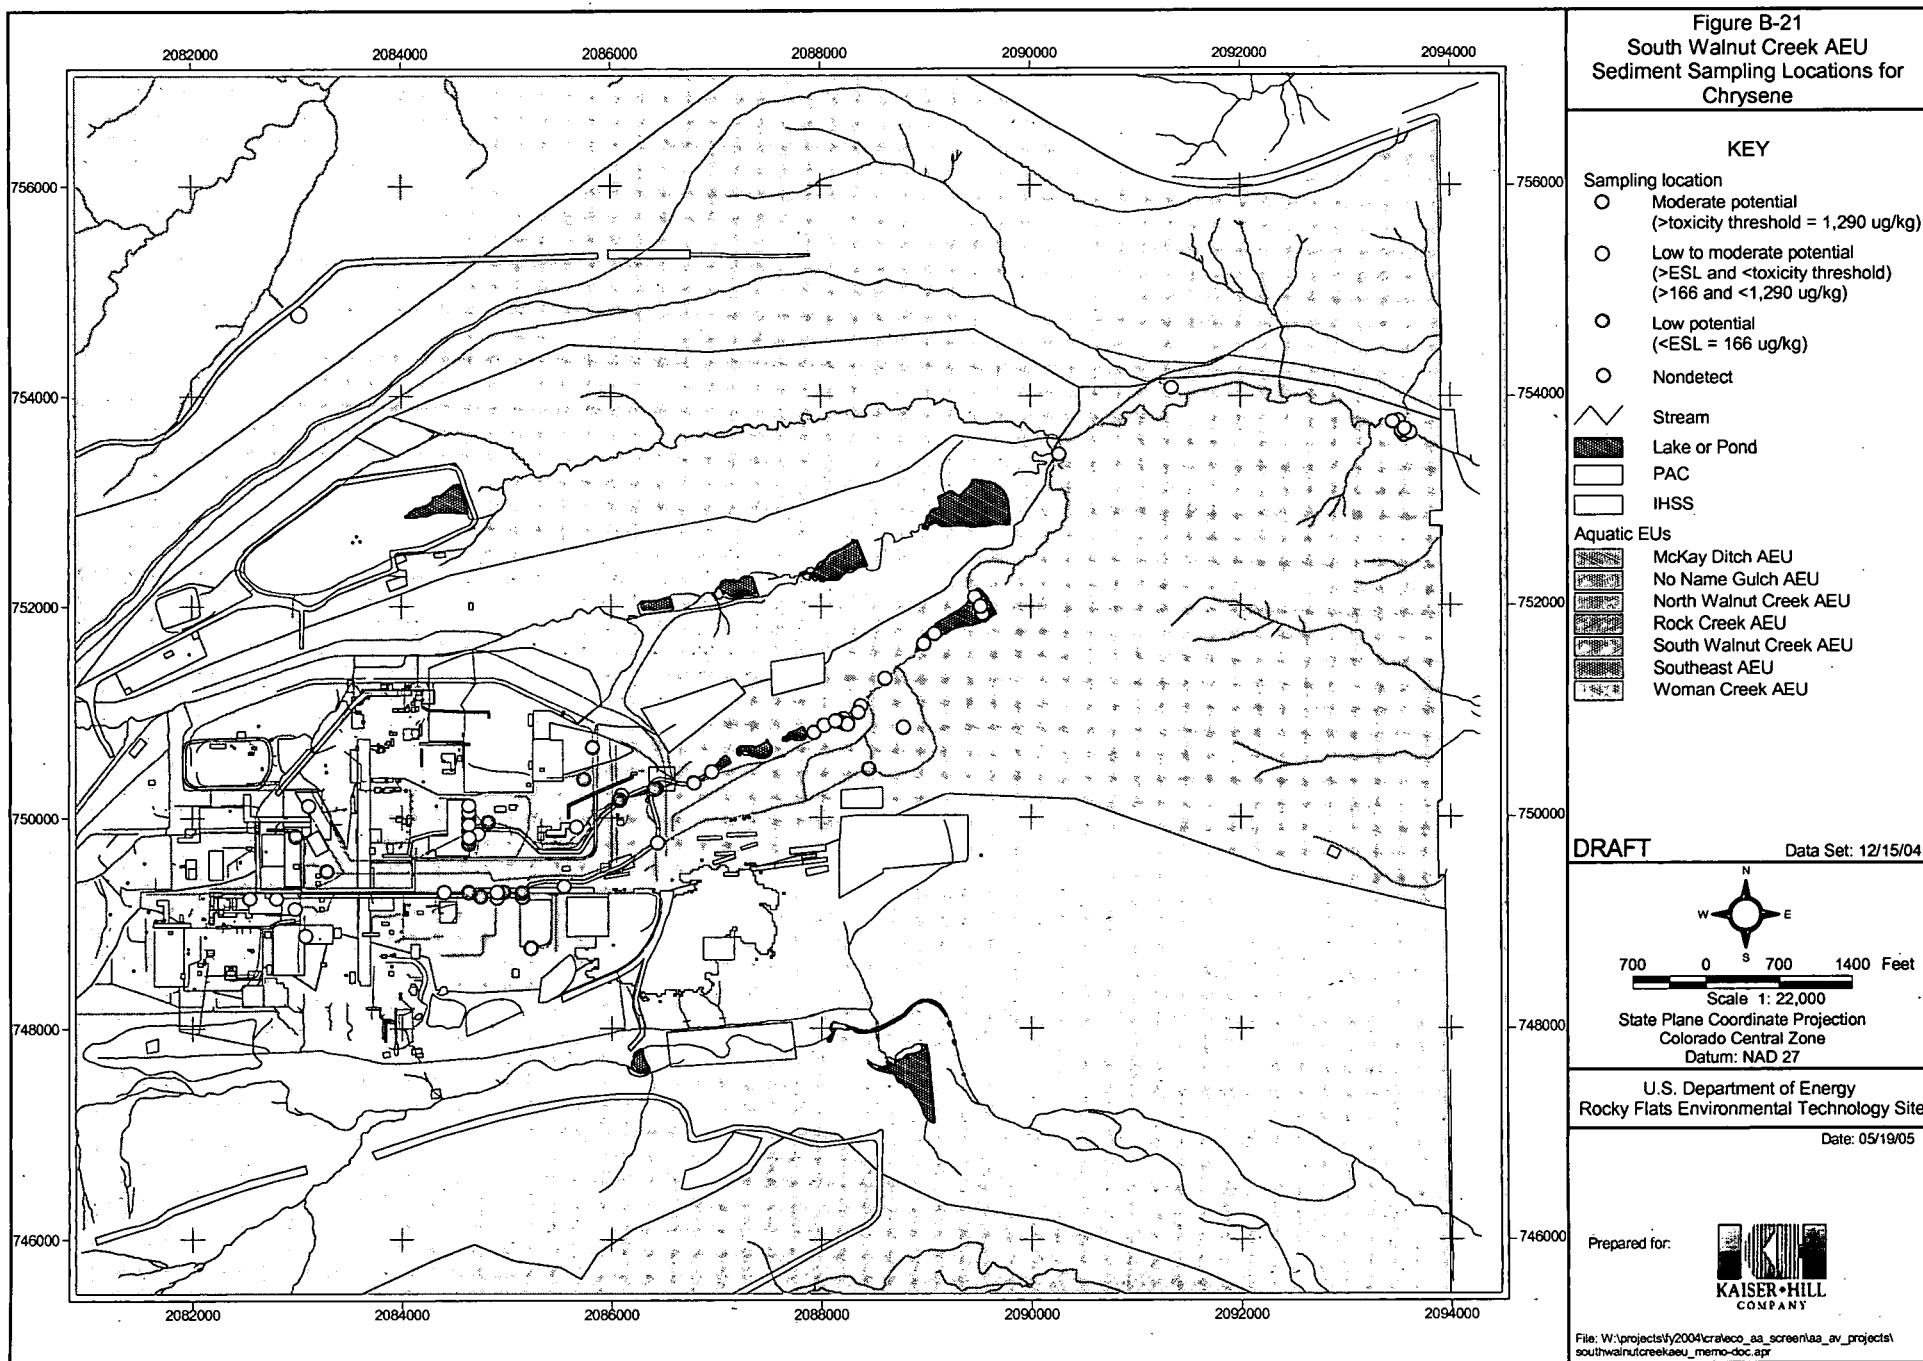 2082000 2084000 2086000 2088000 2090000 2092000 2094000
756000
754000
752000
750000
748000
746000
756000
754000
752000
750000
748000
746000
2082000 2084000 2086000 2088000 2090000 2092000 2094000
Figure B-21
South Walnut Creek AEU
Sediment Sampling Locations for
Chrysene
KEY
Sampling location
Moderate potential
(>toxicity threshold = 1,290 ug/kg)
Low to moderate potential
(>ESL and <toxicity threshold)
(>166 and <1,290 ug/kg)
Low potential
(<ESL = 166 ug/kg)
Nondetect
Stream
Lake or Pond
PAC
IHSS
Aquatic EUs
McKay Ditch AEU
No Name Gulch AEU
North Walnut Creek AEU
Rock Creek AEU
South Walnut Creek AEU
Southeast AEU
Woman Creek AEU
DRAFT Data Set: 12/15/04
N
W E
S
700 0 700 1400 Feet
Scale 1: 22,000
State Plane Coordinate Projection
Colorado Central Zone
Datum: NAD 27
U.S. Department of Energy
Rocky Flats Environmental Technology Site
Date: 05/19/05
Prepared for:
KAISER•HILL
COMPANY
File: W:\projects\fy2004\cra\eco_aa_screen\aa_av_projects\
southwalnutcreekaeu_memo-doc.apr